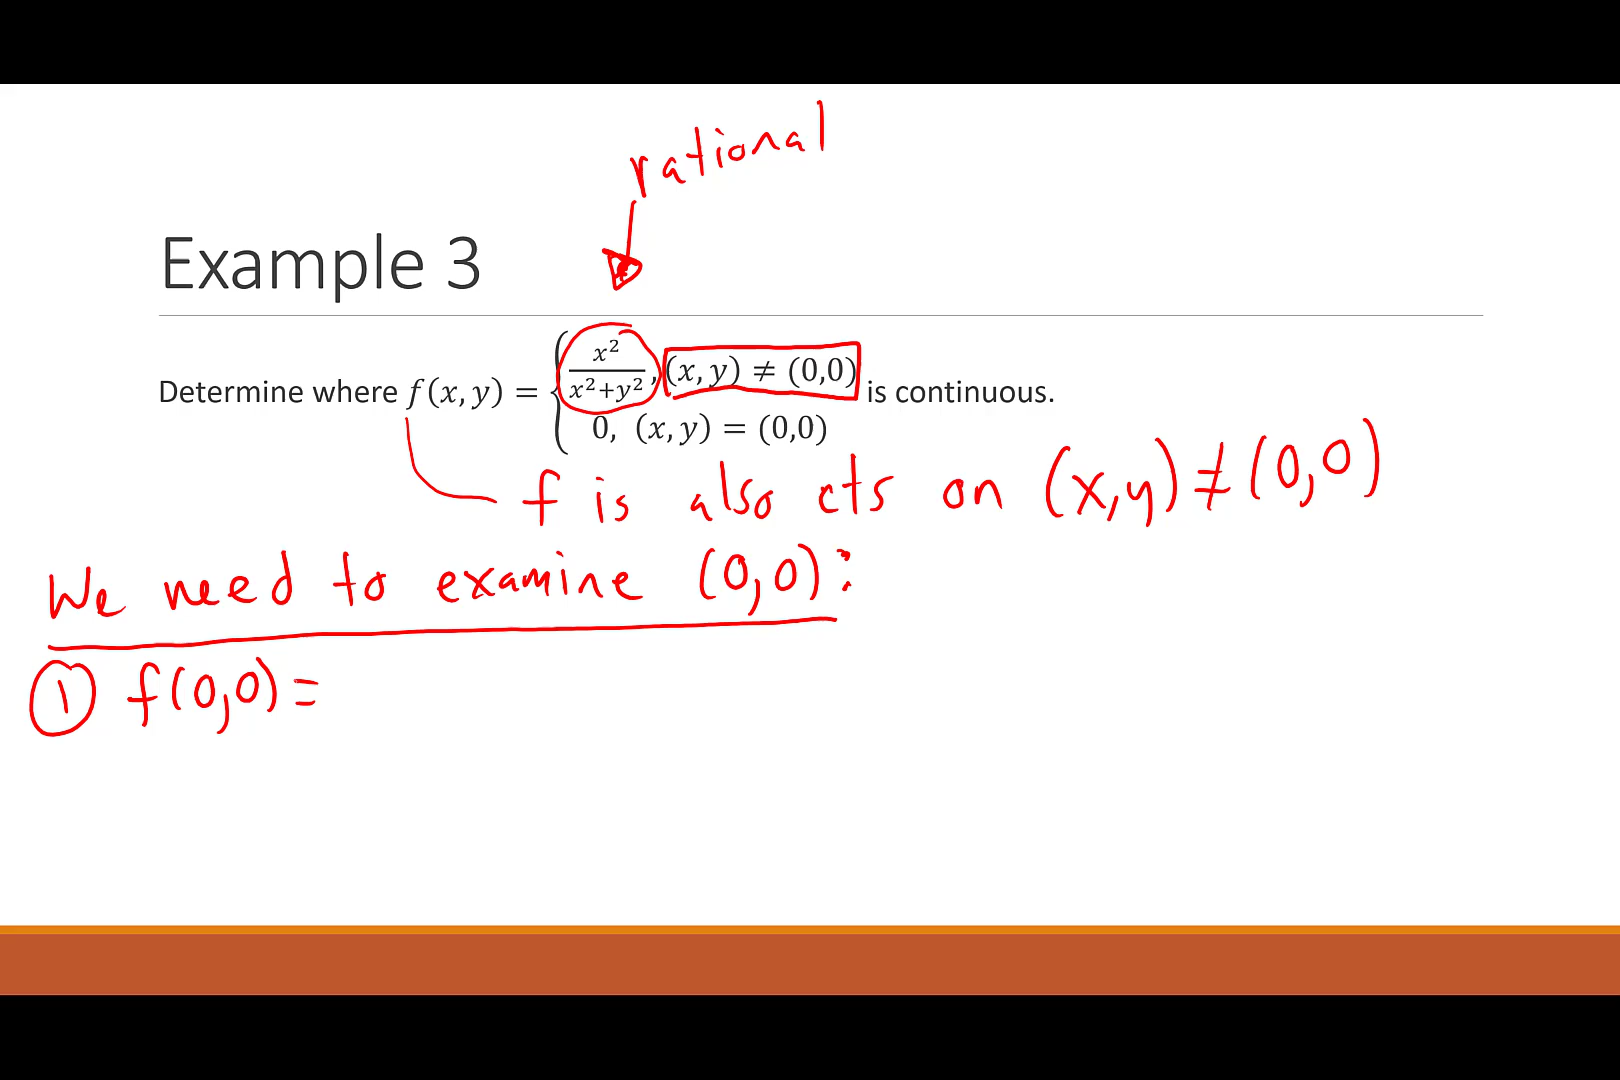 rational
Example 3
Determine where f(x, y) = { x²/(x²+y²), (x, y) ≠ (0,0) is continuous.
0, (x, y) = (0,0)
f is also cts on (x,y) ≠ (0,0)
We need to examine (0,0):
① f(0,0) =